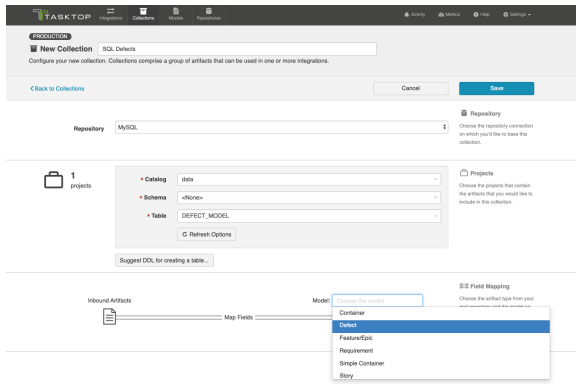 TASKTOP
Integrations
Collections
Models
Repositories
Activity
Metrics
Help
Settings
PRODUCTION
New Collection
SQL Defects
Configure your new collection. Collections comprise a group of artifacts that can be used in one or more integrations.
Back to Collections
Cancel
Save
Repository
MySQL
Repository
Choose the repository connection
on which you'd like to base this
collection.
1
projects
* Catalog
data
* Schema
<None>
* Table
DEFECT_MODEL
Refresh Options
Suggest DDL for creating a table...
Projects
Choose the projects that contain
the artifacts that you would like to
include in this collection.
Inbound Artifacts
Map Fields
Model:
Choose the model
Container
Defect
Feature/Epic
Requirement
Simple Container
Story
Field Mapping
Choose the artifact type from your